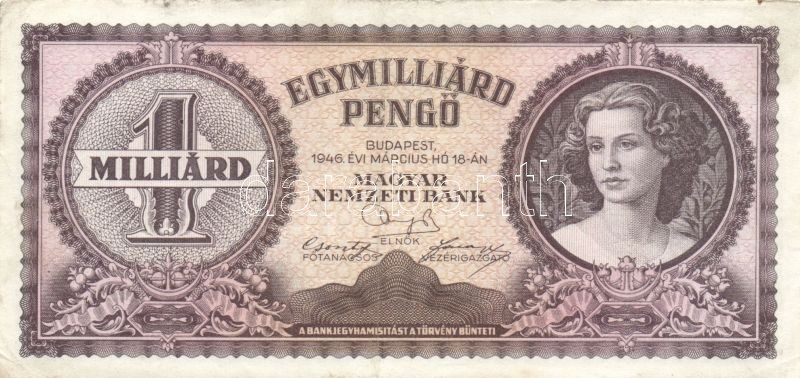 EGYMILLIÁRD
PENGŐ
BUDAPEST,
1946. ÉVI MÁRCIUS HÓ 18-ÁN
MAGYAR
NEMZETI BANK
ELNÖK
FŐTANÁCSOS
VEZÉRIGAZGATÓ
1
MILLIÁRD
A BANKJEGYHAMISITÁST A TÖRVÉNY BÜNTETI